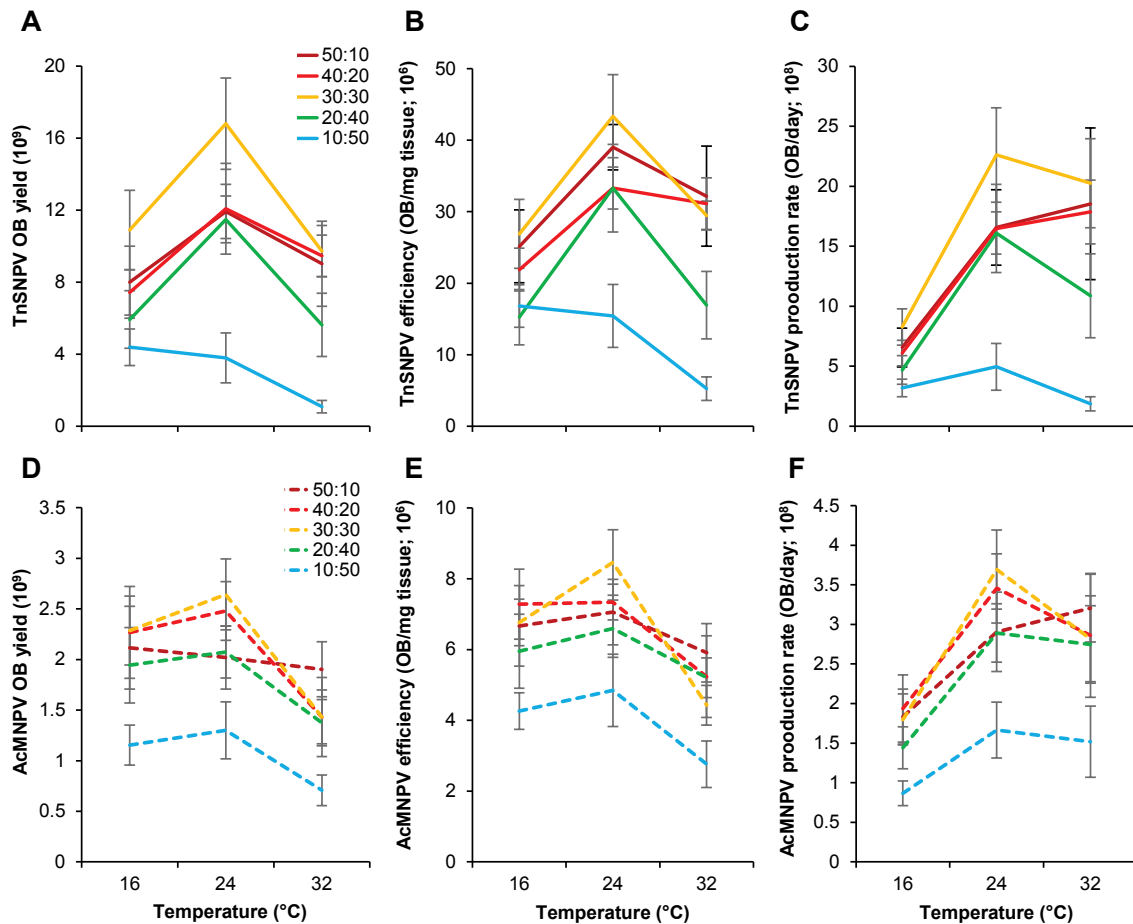 A
TnSNPV OB yield (10⁹)
20
16
12
8
4
0
50:10
40:20
30:30
20:40
10:50
B
TnSNPV efficiency (OB/mg tissue; 10⁶)
50
40
30
20
10
0
C
TnSNPV prooduction rate (OB/day; 10⁸)
30
25
20
15
10
5
0
D
AcMNPV OB yield (10⁹)
3.5
3
2.5
2
1.5
1
0.5
0
50:10
40:20
30:30
20:40
10:50
16 24 32
Temperature (°C)
E
AcMNPV efficiency (OB/mg tissue; 10⁶)
10
8
6
4
2
0
16 24 32
Temperature (°C)
F
AcMNPV prooduction rate (OB/day; 10⁸)
4.5
4
3.5
3
2.5
2
1.5
1
0.5
0
16 24 32
Temperature (°C)